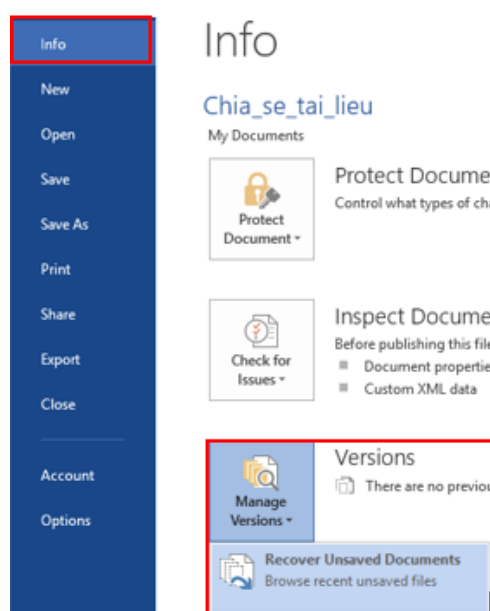 Info
New
Open
Save
Save As
Print
Share
Export
Close
Account
Options
Info
Chia_se_tai_lieu
My Documents
Protect
Document
Protect Docume
Control what types of cha
Check for
Issues
Inspect Docume
Before publishing this file
Document propertie
Custom XML data
Manage
Versions
Versions
There are no previou
Recover Unsaved Documents
Browse recent unsaved files